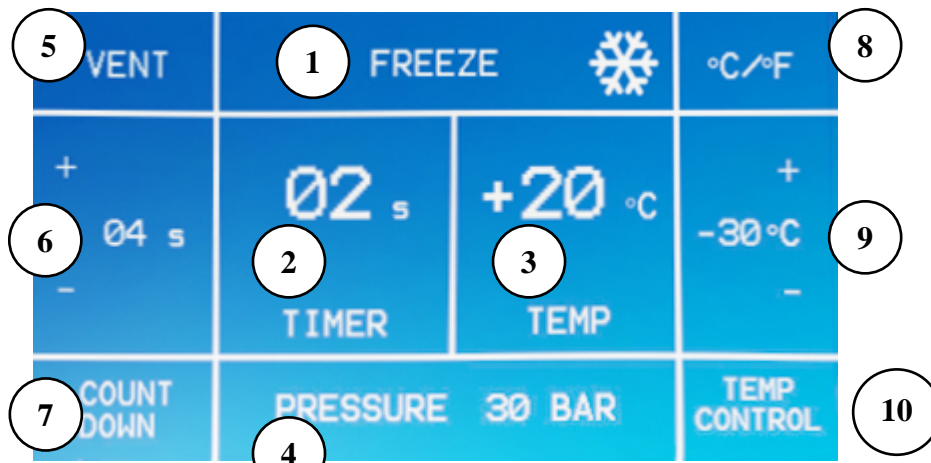 5 VENT 1 FREEZE °C/°F 8
+ 02 s +20 °C +
6 04 s -30°C 9
- 2 3 -
TIMER TEMP
7 COUNT DOWN PRESSURE 30 BAR TEMP CONTROL 10
4